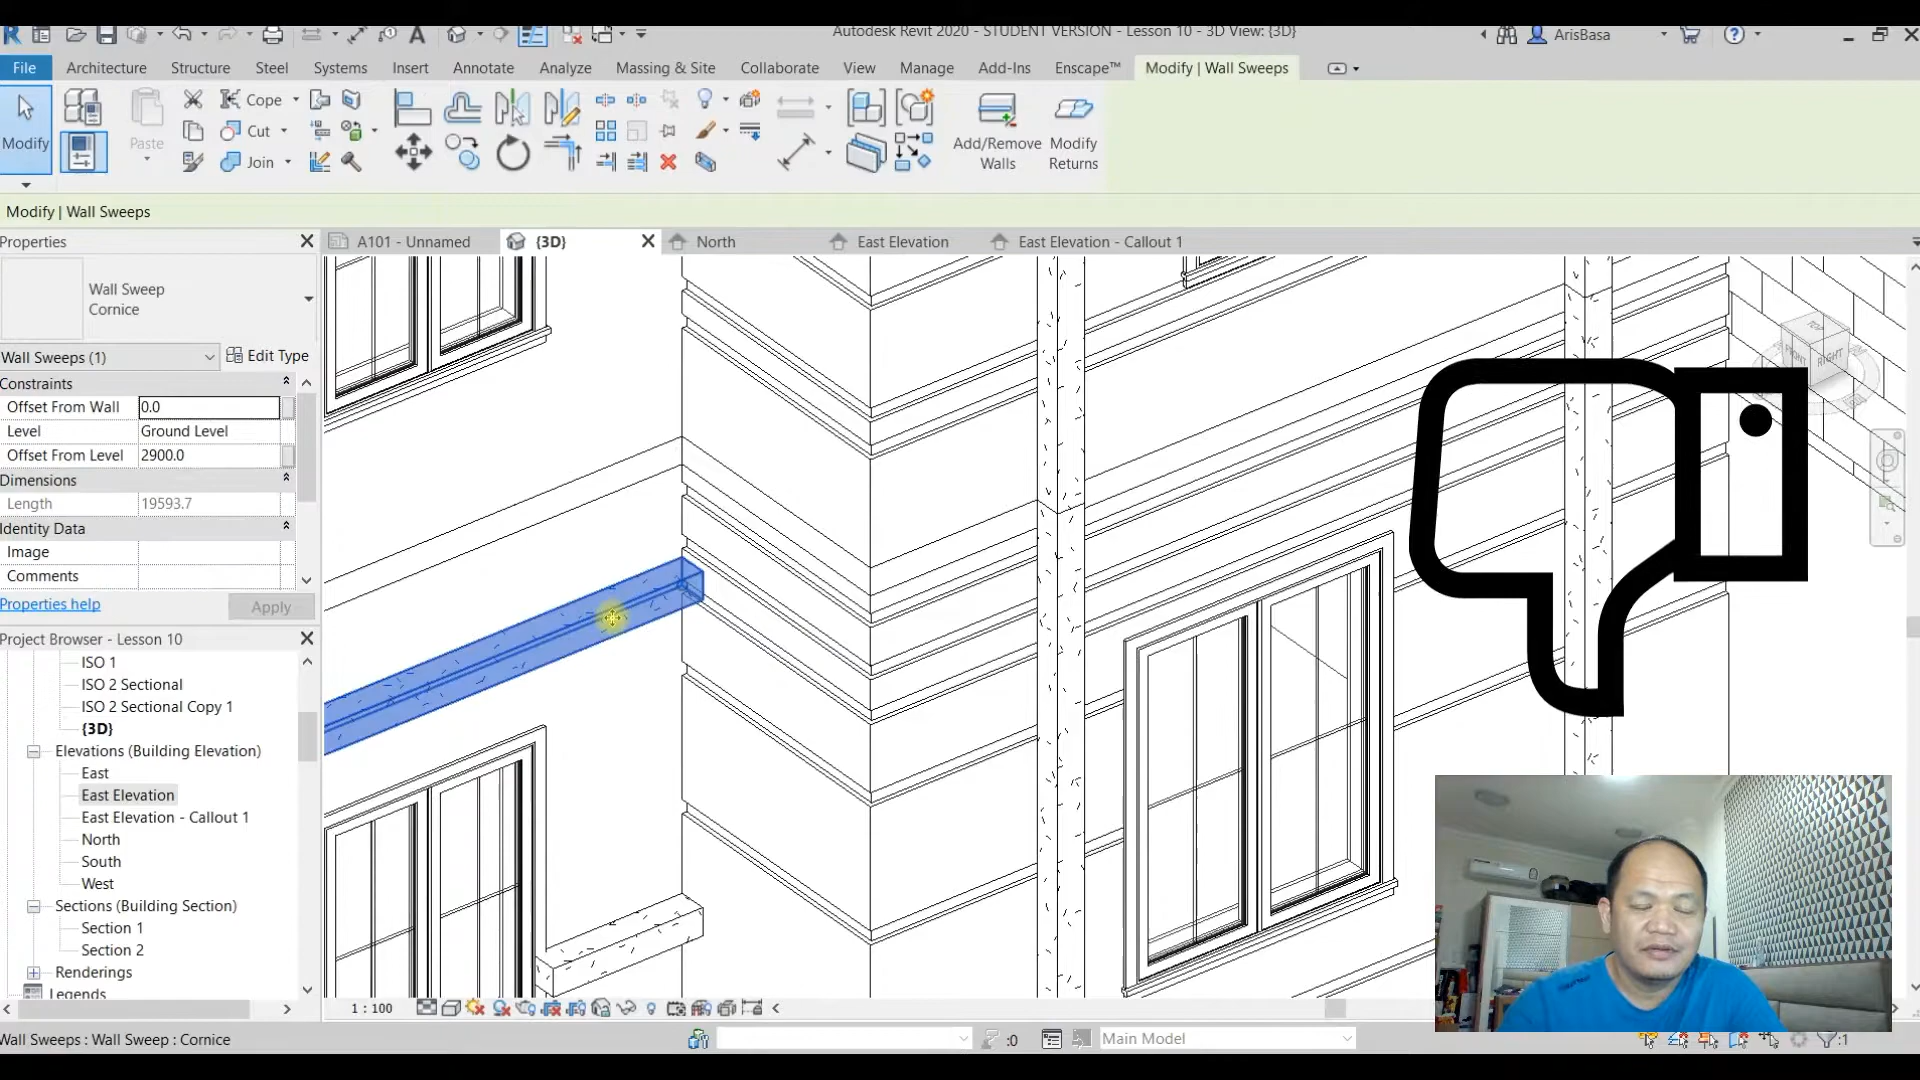 Autodesk Revit 2020 - STUDENT VERSION - Lesson 10 - 3D View: {3D}
ArisBasa
File Architecture Structure Steel Systems Insert Annotate Analyze Massing & Site Collaborate View Manage Add-Ins Enscape™ Modify | Wall Sweeps
Modify
Paste
Cope
Cut
Join
Add/Remove
Walls
Modify
Returns
Modify | Wall Sweeps
Properties
A101 - Unnamed {3D} North East Elevation East Elevation - Callout 1
Wall Sweep
Cornice
Wall Sweeps (1) Edit Type
Constraints
Offset From Wall 0.0
Level Ground Level
Offset From Level 2900.0
Dimensions
Length 19593.7
Identity Data
Image
Comments
Properties help Apply
Project Browser - Lesson 10
ISO 1
ISO 2 Sectional
ISO 2 Sectional Copy 1
{3D}
Elevations (Building Elevation)
East
East Elevation
East Elevation - Callout 1
North
South
West
Sections (Building Section)
Section 1
Section 2
Renderings
Legends
TOP
FRONT
RIGHT
1 : 100
Wall Sweeps : Wall Sweep : Cornice
:0
Main Model
:1